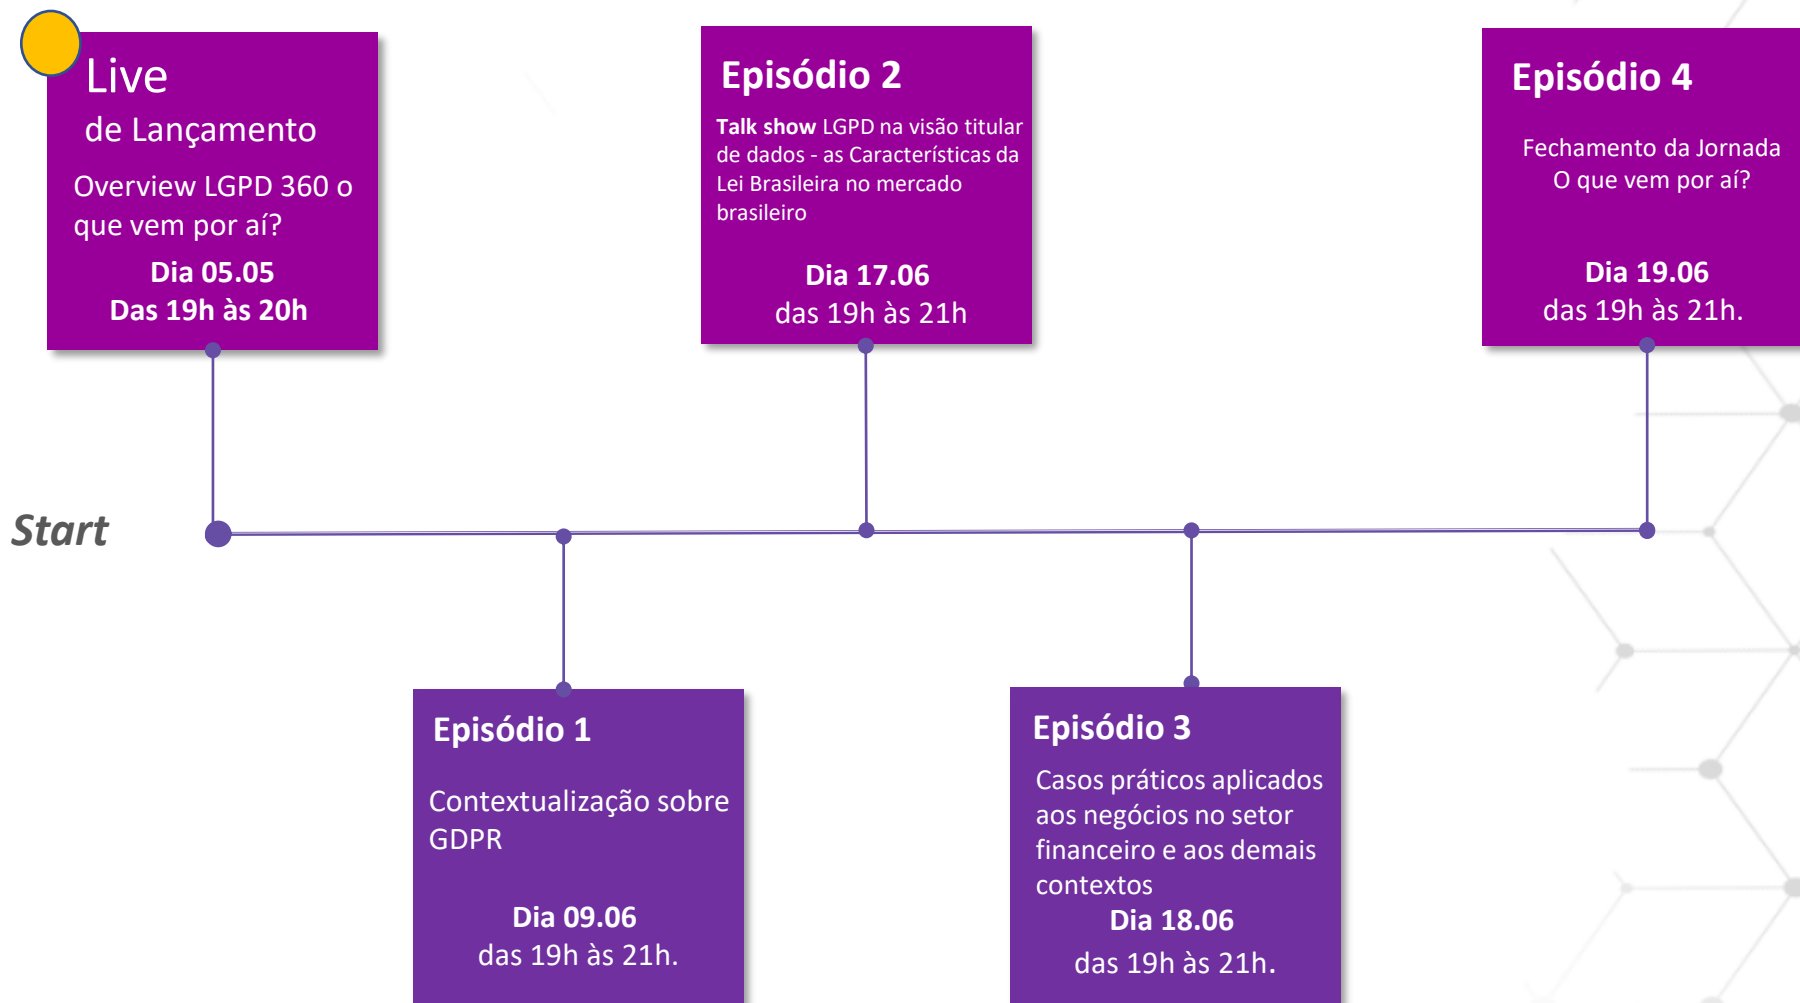 Live
de Lançamento
Overview LGPD 360 o
que vem por aí?
Dia 05.05
Das 19h às 20h
Episódio 2
Talk show LGPD na visão titular
de dados - as Características da
Lei Brasileira no mercado
brasileiro
Dia 17.06
das 19h às 21h
Episódio 4
Fechamento da Jornada
O que vem por aí?
Dia 19.06
das 19h às 21h.
Start
Episódio 1
Contextualização sobre
GDPR
Dia 09.06
das 19h às 21h.
Episódio 3
Casos práticos aplicados
aos negócios no setor
financeiro e aos demais
contextos
Dia 18.06
das 19h às 21h.